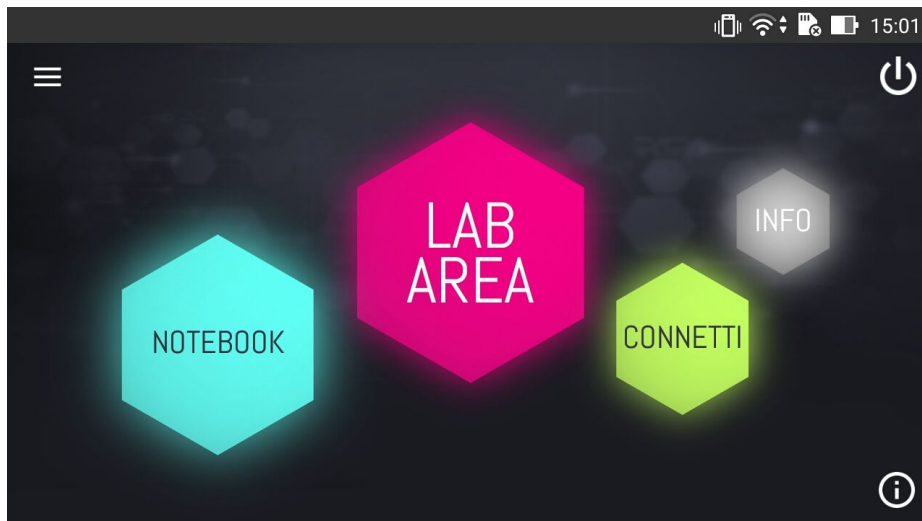 15:01
LAB
AREA
INFO
CONNETTI
NOTEBOOK